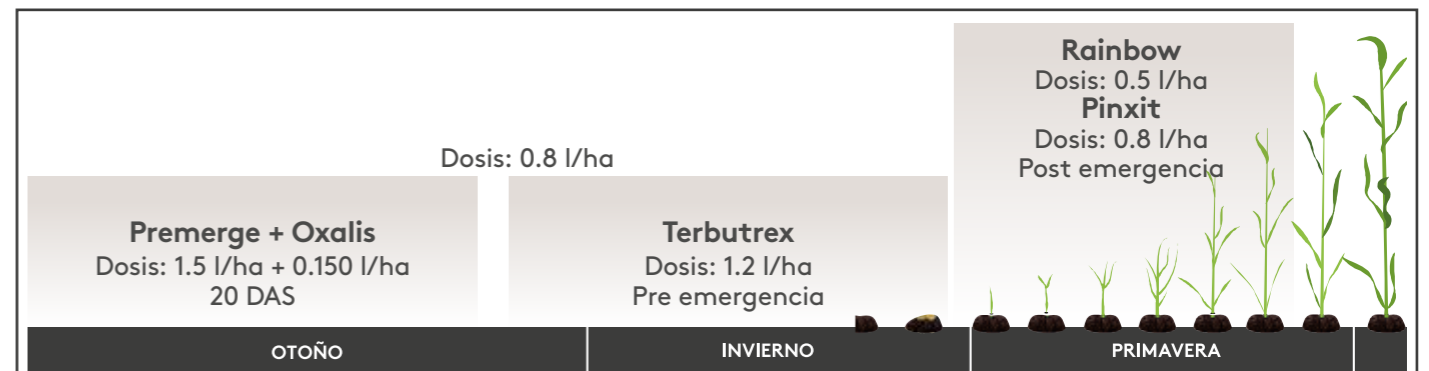 Rainbow
Dosis: 0.5 l/ha
Pinxit
Dosis: 0.8 l/ha
Post emergencia
Dosis: 0.8 l/ha
Premerge + Oxalis
Dosis: 1.5 l/ha + 0.150 l/ha
20 DAS
Terbutrex
Dosis: 1.2 l/ha
Pre emergencia
OTOÑO
INVIERNO
PRIMAVERA